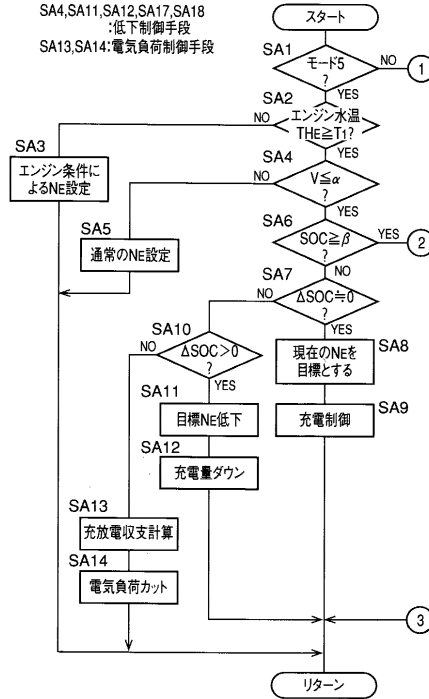 SA4,SA11,SA12,SA17,SA18
:低下制御手段
SA13,SA14:電気負荷制御手段
スタート
SA1
モード5
?
NO
1
YES
SA2
エンジン水温
THE≧T1?
NO
YES
SA3
エンジン条件に
よるNE設定
SA4
V≦α
?
NO
YES
SA5
通常のNE設定
SA6
SOC≧β
?
YES
2
NO
SA7
ΔSOC≒0
?
NO
YES
SA8
現在のNEを
目標とする
SA9
充電制御
SA10
ΔSOC>0
?
NO
YES
SA11
目標NE低下
SA12
充電量ダウン
SA13
充放電収支計算
SA14
電気負荷カット
3
リターン